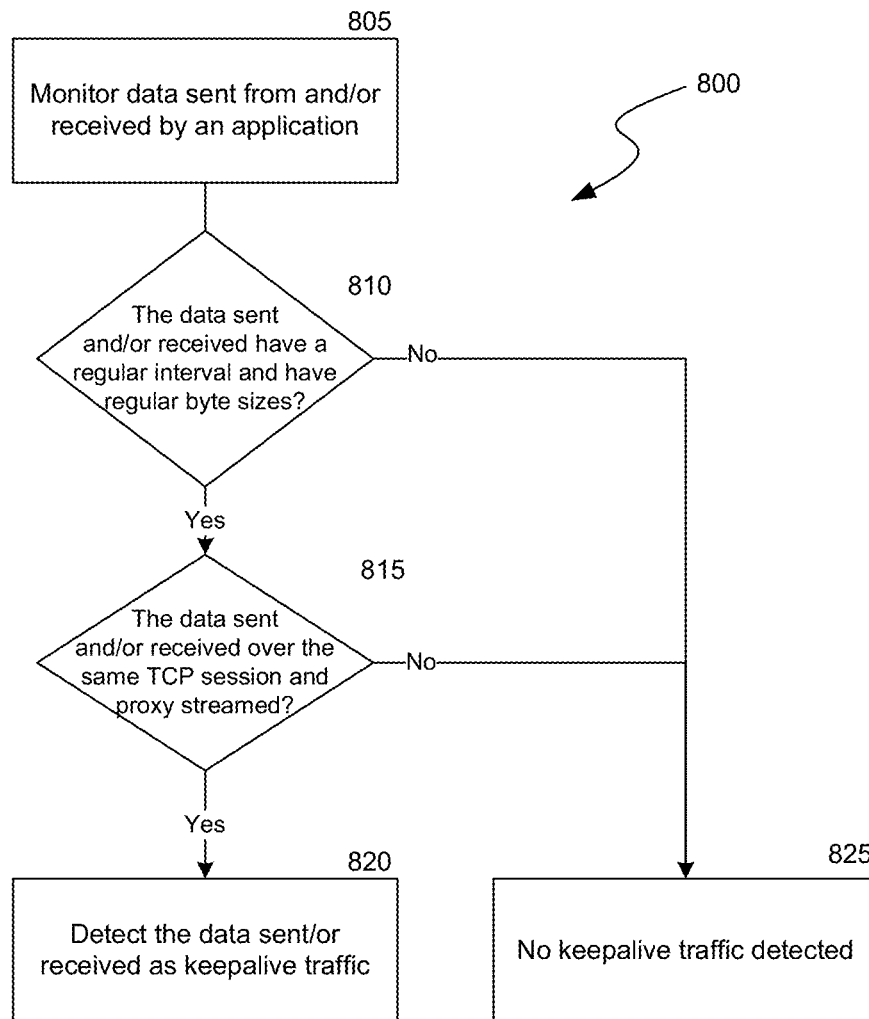 805
Monitor data sent from and/or
received by an application
800
810
The data sent
and/or received have a
regular interval and have
regular byte sizes?
No
Yes
815
The data sent
and/or received over the
same TCP session and
proxy streamed?
No
Yes
820
825
Detect the data sent/or
received as keepalive traffic
No keepalive traffic detected